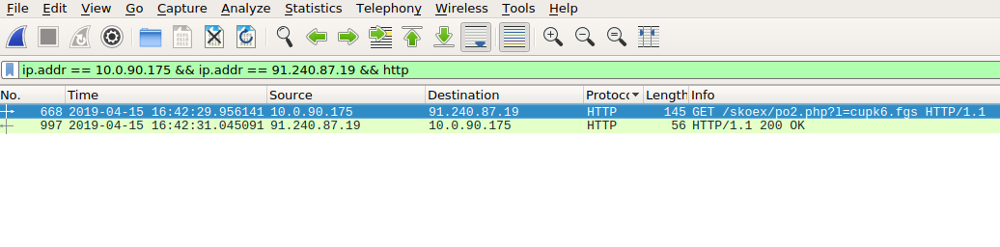 File Edit View Go Capture Analyze Statistics Telephony Wireless Tools Help
ip.addr == 10.0.90.175 && ip.addr == 91.240.87.19 && http
No. Time Source Destination Protocc Length Info
668 2019-04-15 16:42:29.956141 10.0.90.175 91.240.87.19 HTTP 145 GET /skoex/po2.php?l=cupk6.fgs HTTP/1.1
997 2019-04-15 16:42:31.045091 91.240.87.19 10.0.90.175 HTTP 56 HTTP/1.1 200 OK